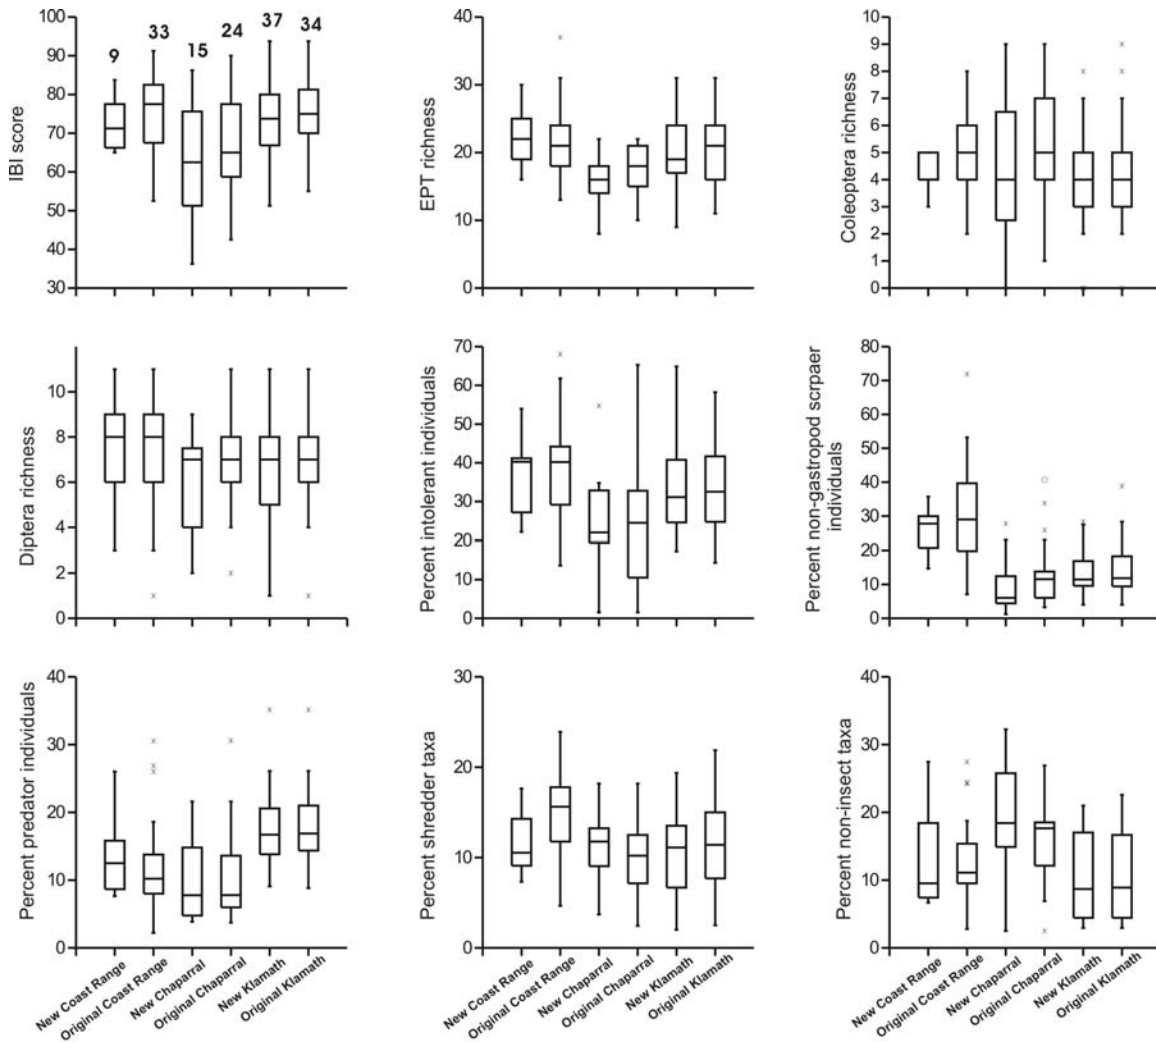 100
90
80
70
60
50
40
30
IBI score
9
33
15
24
37
34
40
30
20
10
0
EPT richness
10
9
8
7
6
5
4
3
2
1
0
Coleoptera richness
10
8
6
4
2
0
Diptera richness
70
60
50
40
30
20
10
0
Percent intolerant individuals
80
70
60
50
40
30
20
10
0
Percent non-gastropod scrpaer
individuals
40
30
20
10
0
Percent predator individuals
30
20
10
0
Percent shredder taxa
40
30
20
10
0
Percent non-insect taxa
New Coast Range
Original Coast Range
New Chaparral
Original Chaparral
New Klamath
Original Klamath
New Coast Range
Original Coast Range
New Chaparral
Original Chaparral
New Klamath
Original Klamath
New Coast Range
Original Coast Range
New Chaparral
Original Chaparral
New Klamath
Original Klamath